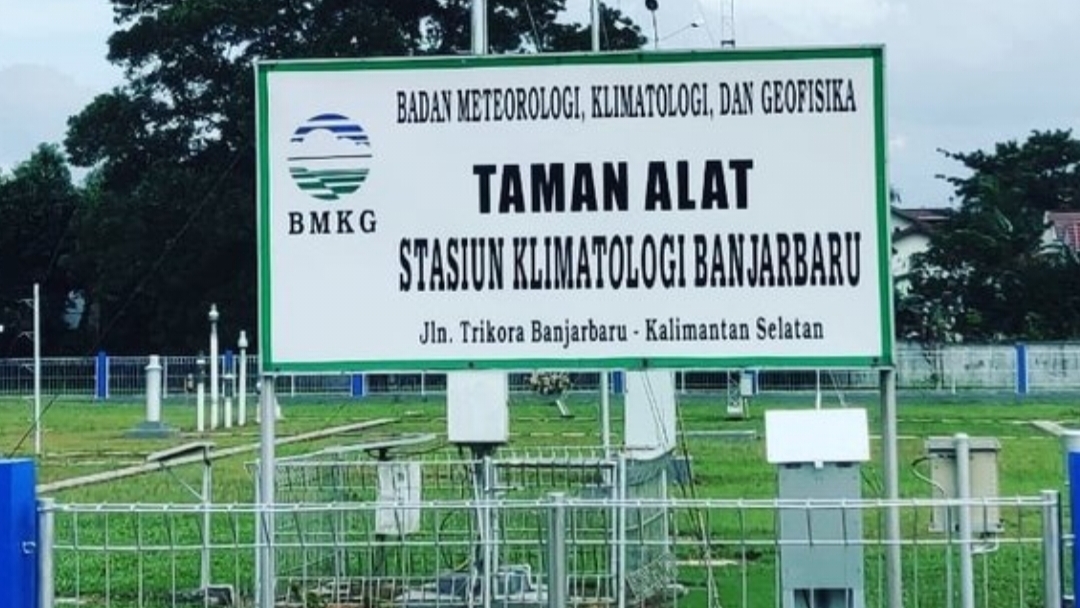 BADAN METEOROLOGI, KLIMATOLOGI, DAN GEOFISIKA
TAMAN ALAT
BMKG
STASIUN KLIMATOLOGI BANJARBARU
Jln. Trikora Banjarbaru - Kalimantan Selatan